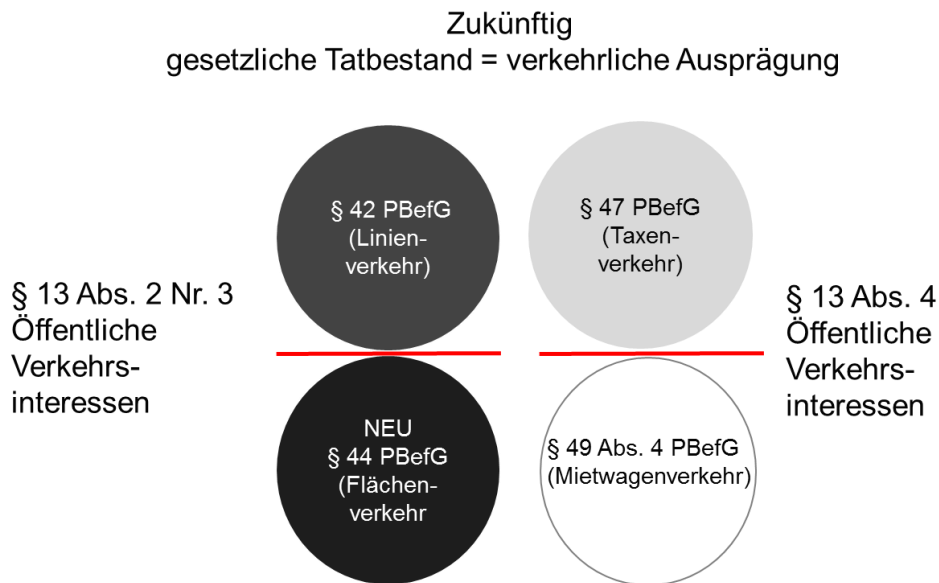 Zukünftig
gesetzliche Tatbestand = verkehrliche Ausprägung
§ 42 PBefG
(Linien-
verkehr)
§ 47 PBefG
(Taxen-
verkehr)
§ 13 Abs. 2 Nr. 3
Öffentliche
Verkehrs-
interessen
§ 13 Abs. 4
Öffentliche
Verkehrs-
interessen
NEU
§ 44 PBefG
(Flächen-
verkehr
§ 49 Abs. 4 PBefG
(Mietwagenverkehr)